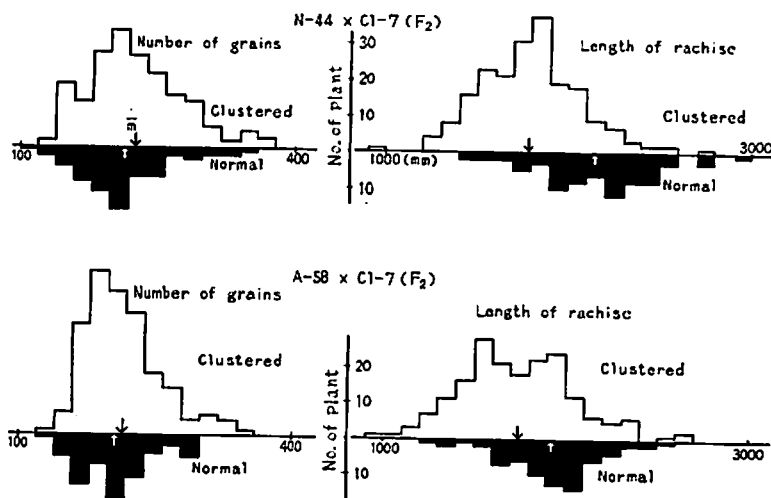 N-44 × Cl-7 (F₂)
Number of grains
Clustered
m.
100
400
Normal
Length of rachise
Clustered
No. of Plant
30
20
10
1000 (mm)
3000
10
Normal
A-58 × Cl-7 (F₂)
Number of grains
Clustered
100
400
Normal
Length of rachise
Clustered
No. of Plant
20
10
1000
3000
10
Normal